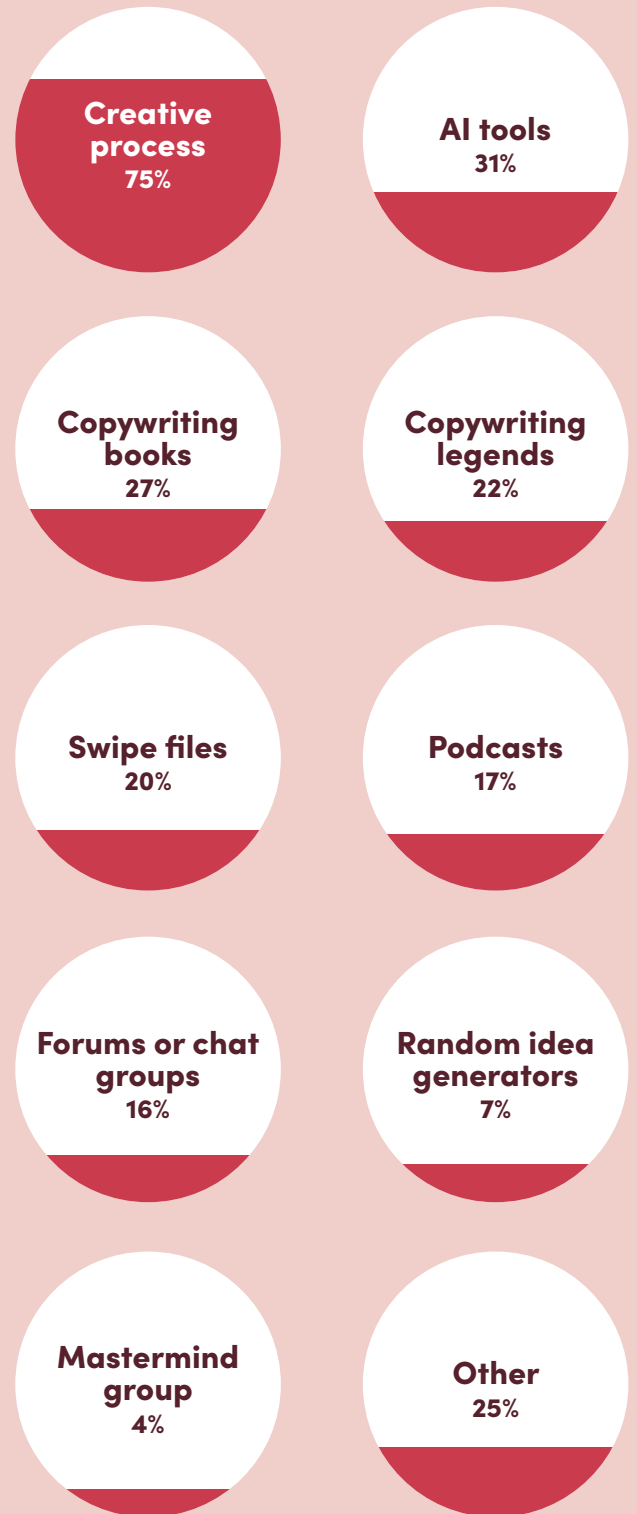 Creative
process
75%
AI tools
31%
Copywriting
books
27%
Copywriting
legends
22%
Swipe files
20%
Podcasts
17%
Forums or chat
groups
16%
Random idea
generators
7%
Mastermind
group
4%
Other
25%